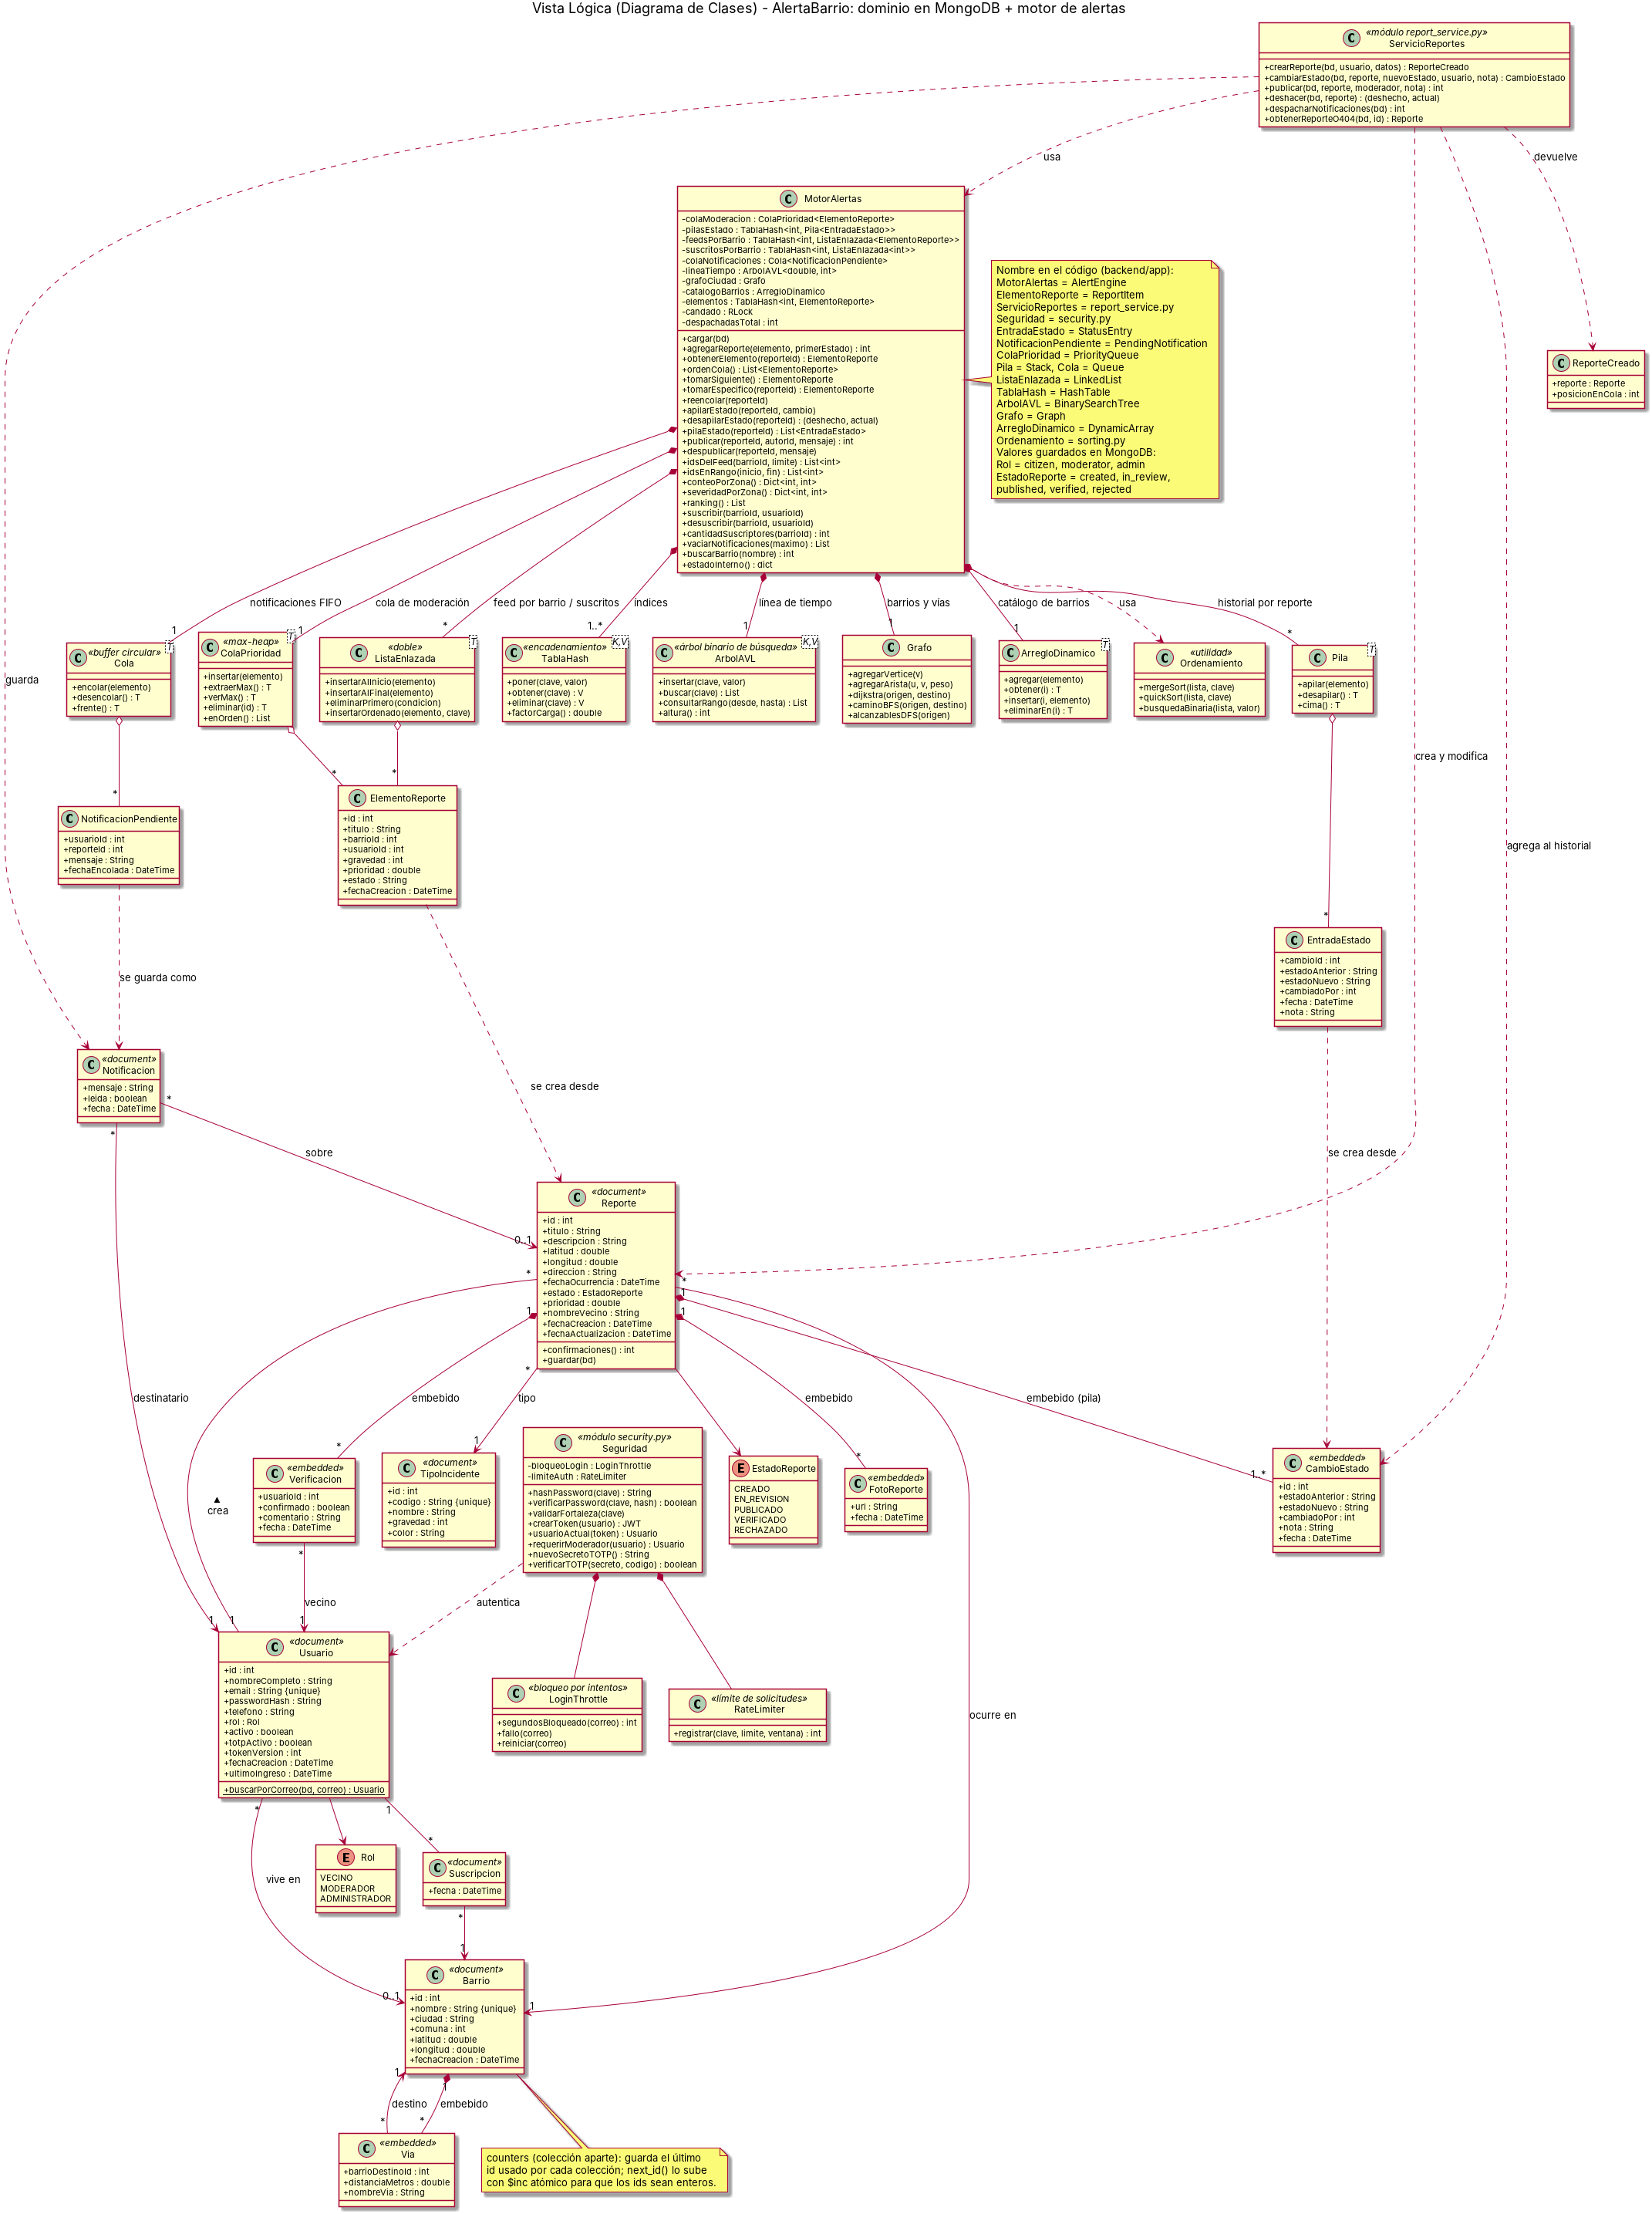 Vista Lógica (Diagrama de Clases) - AlertaBarrio: dominio en MongoDB + motor de alertas
C
«módulo report_service.py»
ServicioReportes
+crearReporte(bd, usuario, datos) : ReporteCreado
+cambiarEstado(bd, reporte, nuevoEstado, usuario, nota) : CambioEstado
+publicar(bd, reporte, moderador, nota) : int
+deshacer(bd, reporte) : (deshecho, actual)
+despacharNotificaciones(bd) : int
+obtenerReporteO404(bd, id) : Reporte
usa
devuelve
C
MotorAlertas
-colaModeracion : ColaPrioridad<ElementoReporte>
-pilasEstado : TablaHash<int, Pila<EntradaEstado>>
-feedsPorBarrio : TablaHash<int, ListaEnlazada<ElementoReporte>>
-suscritosPorBarrio : TablaHash<int, ListaEnlazada<int>>
-colaNotificaciones : Cola<NotificacionPendiente>
-lineaTiempo : ArbolAVL<double, int>
-grafoCiudad : Grafo
-catalogoBarrios : ArregloDinamico
-elementos : TablaHash<int, ElementoReporte>
-candado : RLock
-despachadasTotal : int
+cargar(bd)
+agregarReporte(elemento, primerEstado) : int
+obtenerElemento(reporteId) : ElementoReporte
+ordenCola() : List<ElementoReporte>
+tomarSiguiente() : ElementoReporte
+tomarEspecifico(reporteId) : ElementoReporte
+reencolar(reporteId)
+apilarEstado(reporteId, cambio)
+desapilarEstado(reporteId) : (deshecho, actual)
+pilaEstado(reporteId) : List<EntradaEstado>
+publicar(reporteId, autorId, mensaje) : int
+despublicar(reporteId, mensaje)
+idsDelFeed(barrioId, limite) : List<int>
+idsEnRango(inicio, fin) : List<int>
+conteoPorZona() : Dict<int, int>
+severidadPorZona() : Dict<int, int>
+ranking() : List
+suscribir(barrioId, usuarioId)
+desuscribir(barrioId, usuarioId)
+cantidadSuscriptores(barrioId) : int
+vaciarNotificaciones(maximo) : List
+buscarBarrio(nombre) : int
+estadoInterno() : dict
Nombre en el código (backend/app):
MotorAlertas = AlertEngine
ElementoReporte = ReportItem
ServicioReportes = report_service.py
Seguridad = security.py
EntradaEstado = StatusEntry
NotificacionPendiente = PendingNotification
ColaPrioridad = PriorityQueue
Pila = Stack, Cola = Queue
ListaEnlazada = LinkedList
TablaHash = HashTable
ArbolAVL = BinarySearchTree
Grafo = Graph
ArregloDinamico = DynamicArray
Ordenamiento = sorting.py
Valores guardados en MongoDB:
Rol = citizen, moderator, admin
EstadoReporte = created, in_review,
published, verified, rejected
C
ReporteCreado
+reporte : Reporte
+posicionEnCola : int
notificaciones FIFO
cola de moderación
feed por barrio / suscritos
índices
línea de tiempo
barrios y vías
catálogo de barrios
usa
historial por reporte
1
1
*
1..*
1
1
1
*
guarda
C
«buffer circular»
Cola
T
+encolar(elemento)
+desencolar() : T
+frente() : T
C
«max-heap»
ColaPrioridad
T
+insertar(elemento)
+extraerMax() : T
+verMax() : T
+eliminar(id) : T
+enOrden() : List
C
«doble»
ListaEnlazada
T
+insertarAlInicio(elemento)
+insertarAlFinal(elemento)
+eliminarPrimero(condicion)
+insertarOrdenado(elemento, clave)
C
«encadenamiento»
TablaHash
K,V
+poner(clave, valor)
+obtener(clave) : V
+eliminar(clave) : V
+factorCarga() : double
C
«árbol binario de búsqueda»
ArbolAVL
K,V
+insertar(clave, valor)
+buscar(clave) : List
+consultarRango(desde, hasta) : List
+altura() : int
C
Grafo
+agregarVertice(v)
+agregarArista(u, v, peso)
+dijkstra(origen, destino)
+caminoBFS(origen, destino)
+alcanzablesDFS(origen)
C
ArregloDinamico
T
+agregar(elemento)
+obtener(i) : T
+insertar(i, elemento)
+eliminarEn(i) : T
C
«utilidad»
Ordenamiento
+mergeSort(lista, clave)
+quickSort(lista, clave)
+busquedaBinaria(lista, valor)
C
Pila
T
+apilar(elemento)
+desapilar() : T
+cima() : T
crea y modifica
agrega al historial
*
*
*
*
C
NotificacionPendiente
+usuarioId : int
+reporteId : int
+mensaje : String
+fechaEncolada : DateTime
C
ElementoReporte
+id : int
+titulo : String
+barrioId : int
+usuarioId : int
+gravedad : int
+prioridad : double
+estado : String
+fechaCreacion : DateTime
C
EntradaEstado
+cambioId : int
+estadoAnterior : String
+estadoNuevo : String
+cambiadoPor : int
+fecha : DateTime
+nota : String
se guarda como
se crea desde
se crea desde
C
«document»
Notificacion
+mensaje : String
+leida : boolean
+fecha : DateTime
*
*
sobre
0..1
destinatario
C
«document»
Reporte
+id : int
+titulo : String
+descripcion : String
+latitud : double
+longitud : double
+direccion : String
+fechaOcurrencia : DateTime
+estado : EstadoReporte
+prioridad : double
+nombreVecino : String
+fechaCreacion : DateTime
+fechaActualizacion : DateTime
+confirmaciones() : int
+guardar(bd)
*
1
*
*
1
1
embebido
tipo
embebido
embebido (pila)
*
1
*
1..*
▲
crea
C
«embedded»
Verificacion
+usuarioId : int
+confirmado : boolean
+comentario : String
+fecha : DateTime
C
«document»
TipoIncidente
+id : int
+codigo : String {unique}
+nombre : String
+gravedad : int
+color : String
C
«módulo security.py»
Seguridad
-bloqueoLogin : LoginThrottle
-limiteAuth : RateLimiter
+hashPassword(clave) : String
+verificarPassword(clave, hash) : boolean
+validarFortaleza(clave)
+crearToken(usuario) : JWT
+usuarioActual(token) : Usuario
+requerirModerador(usuario) : Usuario
+nuevoSecretoTOTP() : String
+verificarTOTP(secreto, codigo) : boolean
E
EstadoReporte
CREADO
EN_REVISION
PUBLICADO
VERIFICADO
RECHAZADO
C
«embedded»
FotoReporte
+url : String
+fecha : DateTime
C
«embedded»
CambioEstado
+id : int
+estadoAnterior : String
+estadoNuevo : String
+cambiadoPor : int
+nota : String
+fecha : DateTime
*
vecino
autentica
1
1
1
C
«document»
Usuario
+id : int
+nombreCompleto : String
+email : String {unique}
+passwordHash : String
+telefono : String
+rol : Rol
+activo : boolean
+totpActivo : boolean
+tokenVersion : int
+fechaCreacion : DateTime
+ultimoIngreso : DateTime
+buscarPorCorreo(bd, correo) : Usuario
C
«bloqueo por intentos»
LoginThrottle
+segundosBloqueado(correo) : int
+fallo(correo)
+reiniciar(correo)
C
«límite de solicitudes»
RateLimiter
+registrar(clave, limite, ventana) : int
ocurre en
*
1
*
vive en
E
Rol
VECINO
MODERADOR
ADMINISTRADOR
C
«document»
Suscripcion
+fecha : DateTime
*
1
0..1
1
C
«document»
Barrio
+id : int
+nombre : String {unique}
+ciudad : String
+comuna : int
+latitud : double
+longitud : double
+fechaCreacion : DateTime
1
1
destino
embebido
*
*
C
«embedded»
Via
+barrioDestinoId : int
+distanciaMetros : double
+nombreVia : String
counters (colección aparte): guarda el último
id usado por cada colección; next_id() lo sube
con $inc atómico para que los ids sean enteros.